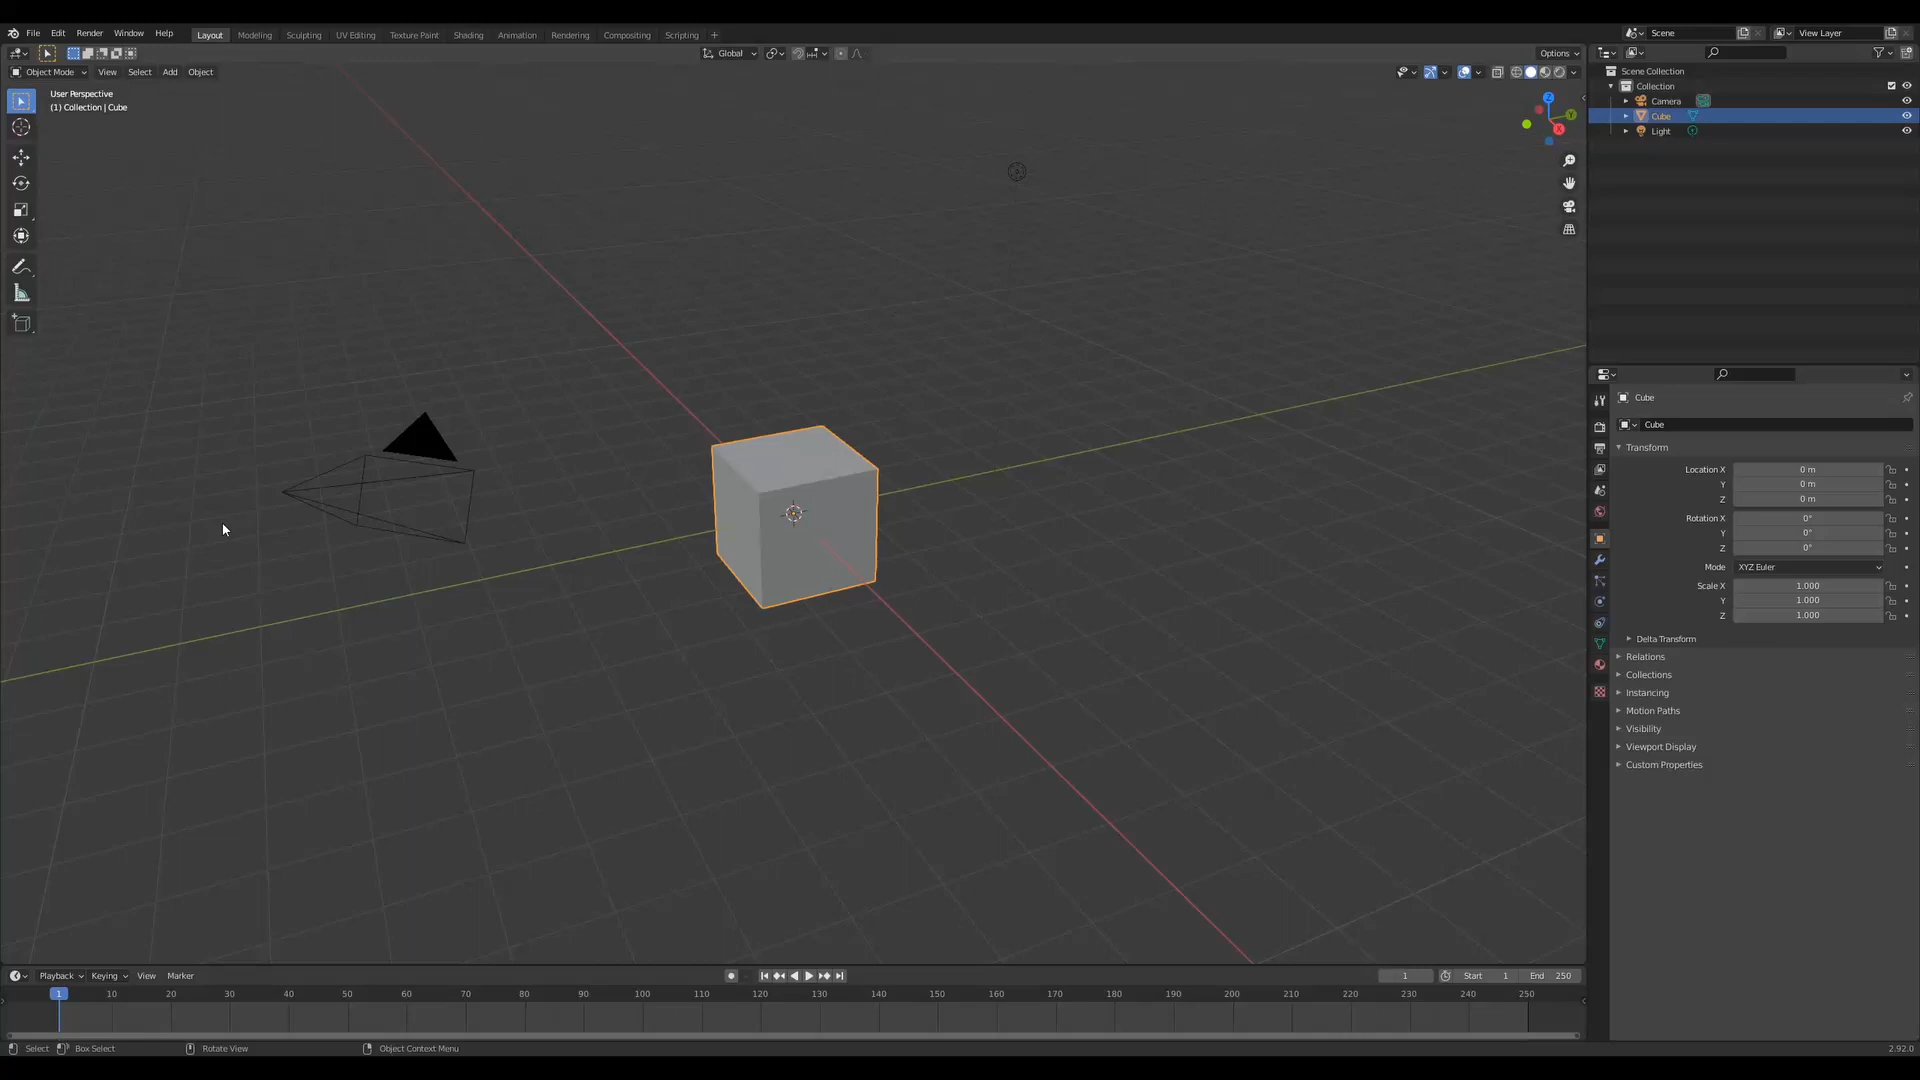 File Edit Render Window Help Layout Modeling Sculpting UV Editing Texture Paint Shading Animation Rendering Compositing Scripting + Scene View Layer
Global Options
Object Mode View Select Add Object
User Perspective
(1) Collection | Cube
Z
Y
X
Scene Collection
Collection
Camera
Cube
Light
Cube
Cube
Transform
Location X 0 m
Y 0 m
Z 0 m
Rotation X 0°
Y 0°
Z 0°
Mode XYZ Euler
Scale X 1.000
Y 1.000
Z 1.000
Delta Transform
Relations
Collections
Instancing
Motion Paths
Visibility
Viewport Display
Custom Properties
Playback Keying View Marker 1 Start 1 End 250
1 10 20 30 40 50 60 70 80 90 100 110 120 130 140 150 160 170 180 190 200 210 220 230 240 250
Select Box Select Rotate View Object Context Menu 2.92.0